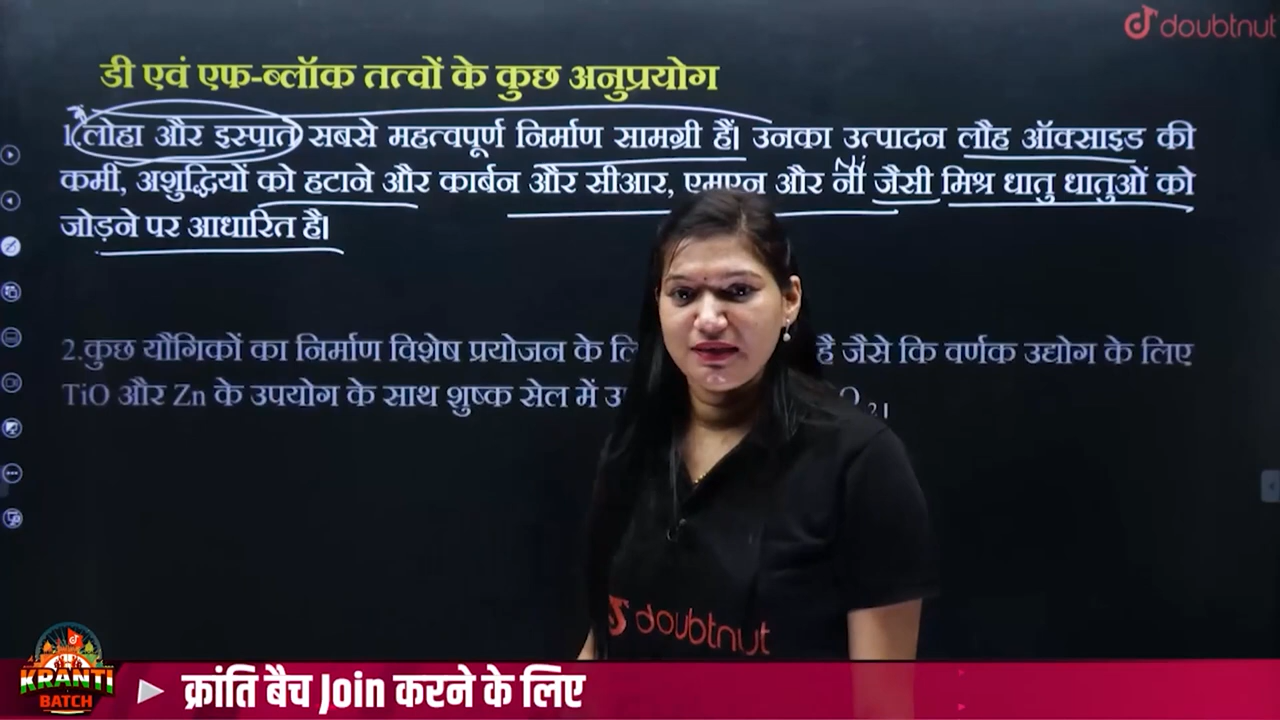 doubtnut
डी एवं एफ-ब्लॉक तत्वों के कुछ अनुप्रयोग
1.लोहा और इस्पात सबसे महत्वपूर्ण निर्माण सामग्री हैं। उनका उत्पादन लौह ऑक्साइड की
Ni
कमी, अशुद्धियों को हटाने और कार्बन और सीआर, एमएन और नी जैसी मिश्र धातु धातुओं को
जोड़ने पर आधारित है।
2.कुछ यौगिकों का निर्माण विशेष प्रयोजन के है जैसे कि वर्णक उद्योग के लिए
TiO और Zn के उपयोग के साथ शुष्क सेल में
doubtnut
KRANTI
BATCH
क्रांति बैच Join करने के लिए